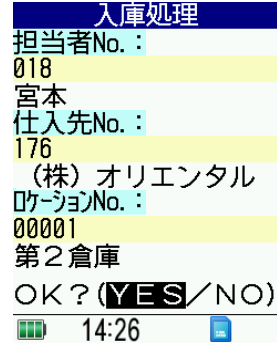 入庫処理
担当者No.：
018
宮本
仕入先No.：
176
（株）オリエンタル
ﾛｹｰｼｮﾝNo.：
00001
第２倉庫
ＯＫ？(ＹＥＳ／ＮＯ)
14:26